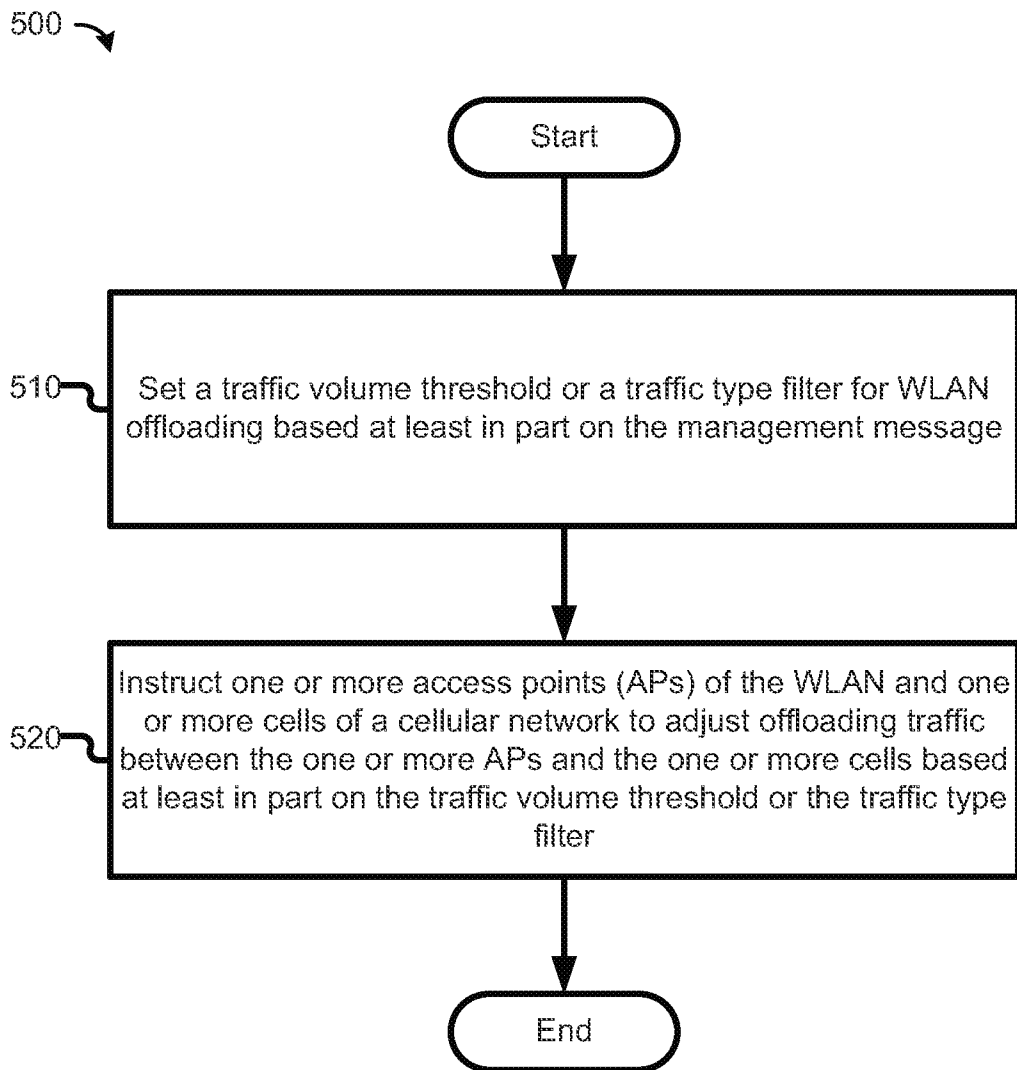 500
Start
510
Set a traffic volume threshold or a traffic type filter for WLAN
offloading based at least in part on the management message
520
Instruct one or more access points (APs) of the WLAN and one
or more cells of a cellular network to adjust offloading traffic
between the one or more APs and the one or more cells based
at least in part on the traffic volume threshold or the traffic type
filter
End